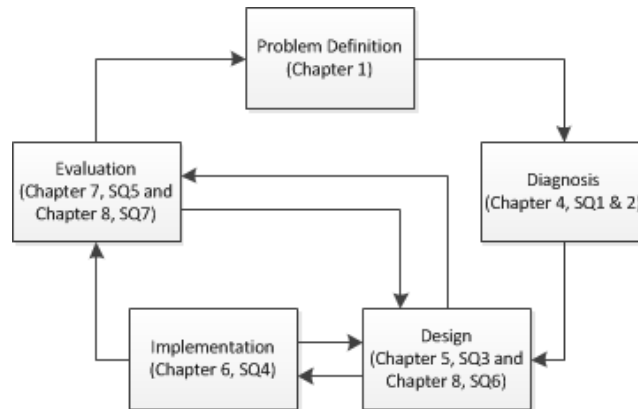 Problem Definition
(Chapter 1)
Evaluation
(Chapter 7, SQ5 and
Chapter 8, SQ7)
Diagnosis
(Chapter 4, SQ1 & 2)
Implementation
(Chapter 6, SQ4)
Design
(Chapter 5, SQ3 and
Chapter 8, SQ6)